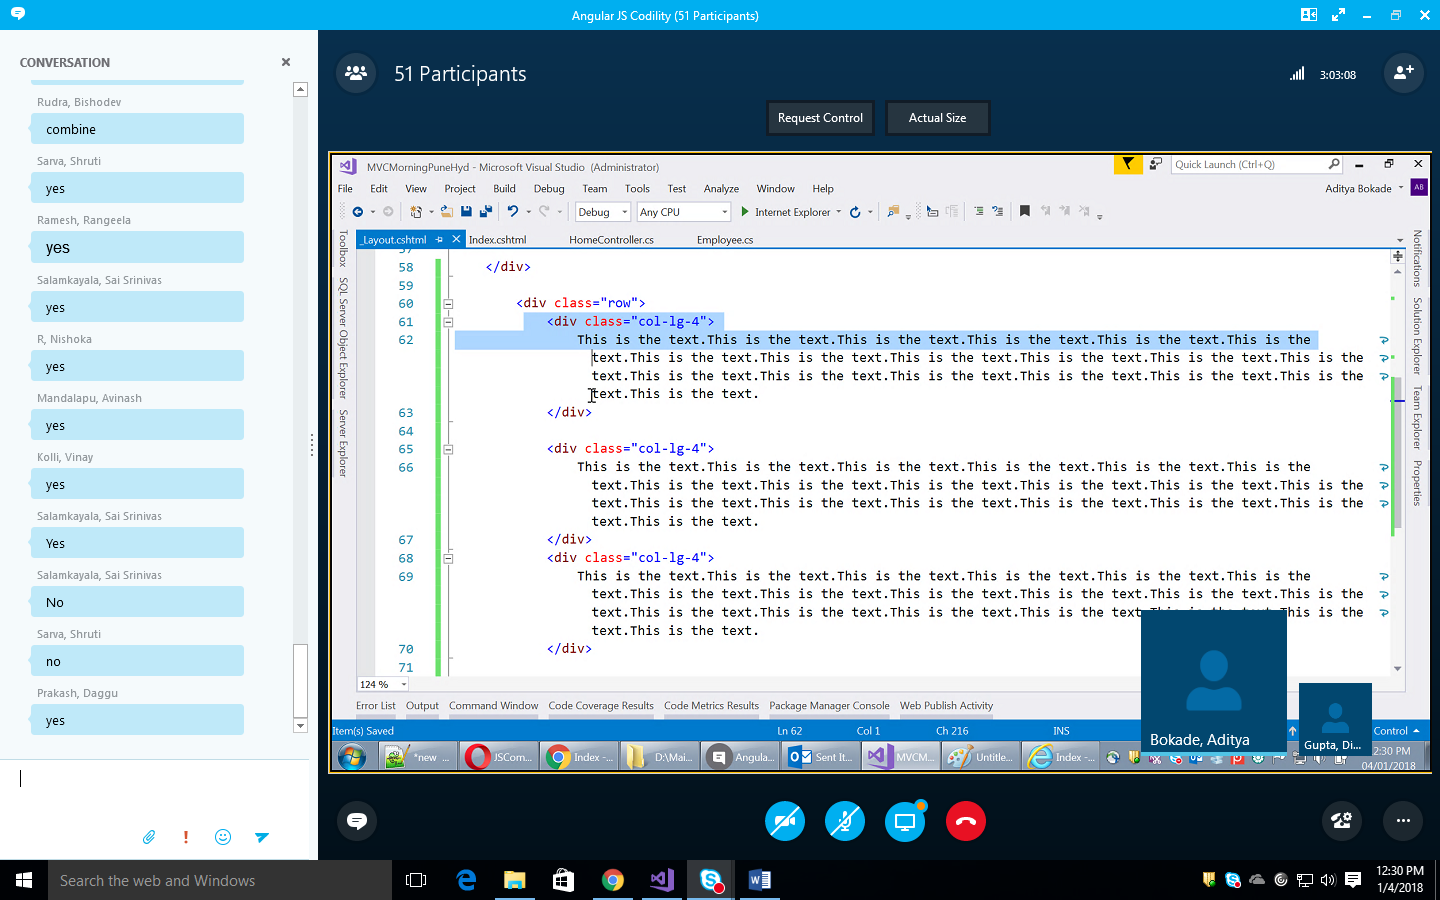 Angular JS Codility (51 Participants)
CONVERSATION
Rudra, Bishodev
combine
Sarva, Shruti
yes
Ramesh, Rangeela
yes
Salamkayala, Sai Srinivas
yes
R, Nishoka
yes
Mandalapu, Avinash
yes
Kolli, Vinay
yes
Salamkayala, Sai Srinivas
Yes
Salamkayala, Sai Srinivas
No
Sarva, Shruti
no
Prakash, Daggu
yes
51 Participants
3:03:08
Request Control
Actual Size
MVCMorningPuneHyd - Microsoft Visual Studio (Administrator)
Quick Launch (Ctrl+Q)
File Edit View Project Build Debug Team Tools Test Analyze Window Help
Aditya Bokade AB
Debug Any CPU Internet Explorer
_Layout.cshtml Index.cshtml HomeController.cs Employee.cs
Toolbox
SQL Server Object Explorer
Server Explorer
57
58 </div>
59
60 <div class="row">
61 <div class="col-lg-4">
62 This is the text.This is the text.This is the text.This is the text.This is the text.This is the
text.This is the text.This is the text.This is the text.This is the text.This is the text.This is the
text.This is the text.This is the text.This is the text.This is the text.This is the text.This is the
text.This is the text.
63 </div>
64
65 <div class="col-lg-4">
66 This is the text.This is the text.This is the text.This is the text.This is the text.This is the
text.This is the text.This is the text.This is the text.This is the text.This is the text.This is the
text.This is the text.This is the text.This is the text.This is the text.This is the text.This is the
text.This is the text.
67 </div>
68 <div class="col-lg-4">
69 This is the text.This is the text.This is the text.This is the text.This is the text.This is the
text.This is the text.This is the text.This is the text.This is the text.This is the text.This is the
text.This is the text.This is the text.This is the text.This is the text.This is the text.This is the
text.This is the text.
70 </div>
71
Notifications
Solution Explorer
Team Explorer
Properties
124 %
Error List Output Command Window Code Coverage Results Code Metrics Results Package Manager Console Web Publish Activity
Item(s) Saved Ln 62 Col 1 Ch 216 INS Control
*new ... JSCom... Index -... D:\Mai... Angula... Sent It... MVCM... Untitle... Index -...
12:30 PM
04/01/2018
Bokade, Aditya
Gupta, Di...
Search the web and Windows
12:30 PM
1/4/2018